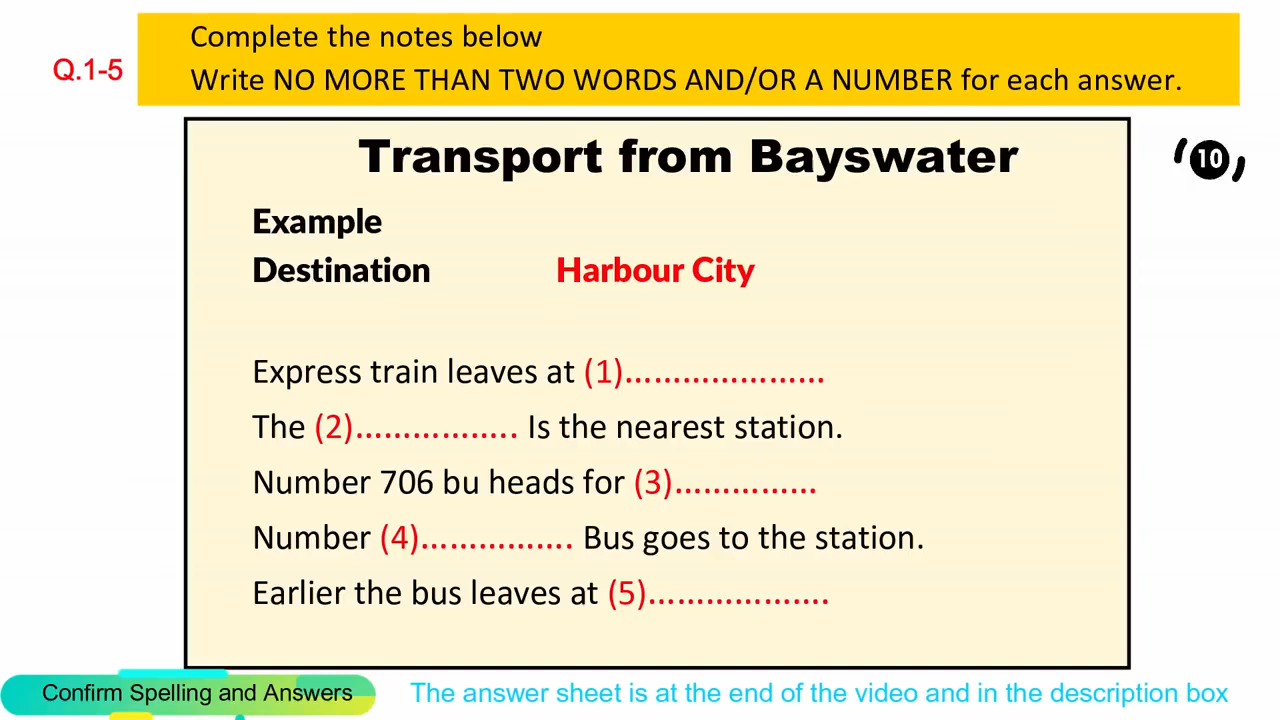 Complete the notes below
Q.1-5
Write NO MORE THAN TWO WORDS AND/OR A NUMBER for each answer.
Transport from Bayswater
10
Example
Destination Harbour City
Express train leaves at (1).....................
The (2)................. Is the nearest station.
Number 706 bu heads for (3)...............
Number (4)................ Bus goes to the station.
Earlier the bus leaves at (5)...................
Confirm Spelling and Answers
The answer sheet is at the end of the video and in the description box